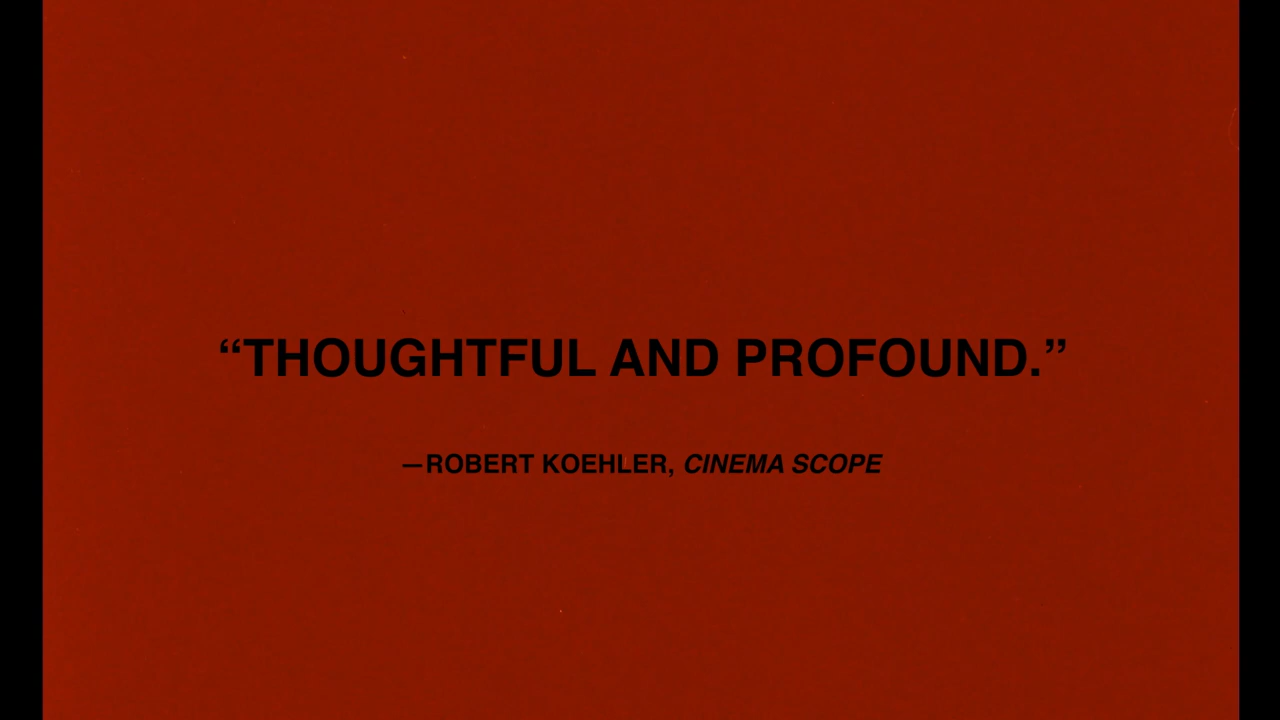 “THOUGHTFUL AND PROFOUND.”
—ROBERT KOEHLER, CINEMA SCOPE